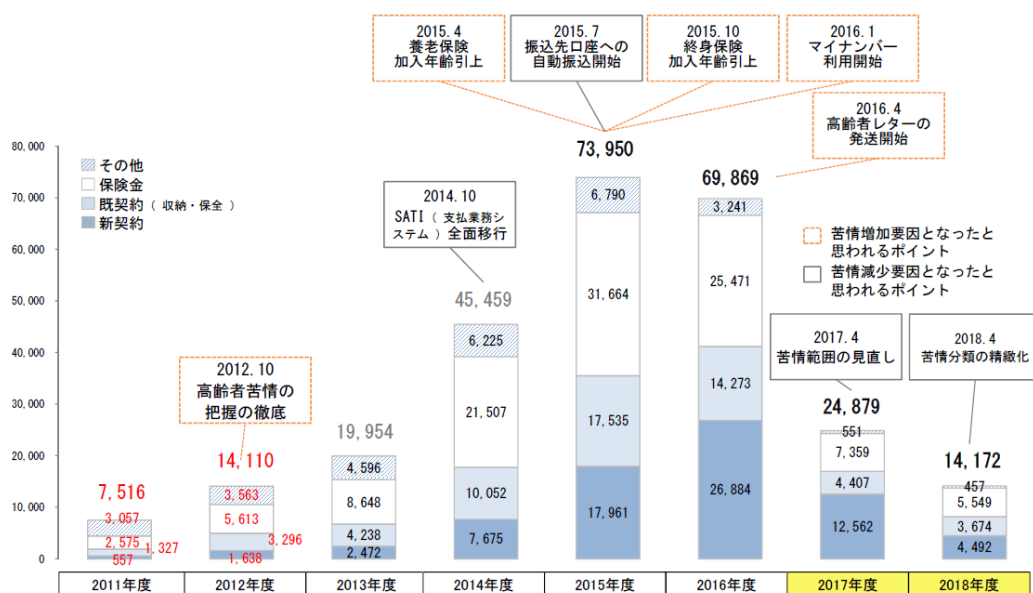 2015.4
養老保険
加入年齢引上
2015.7
振込先口座への
自動振込開始
2015.10
終身保険
加入年齢引上
2016.1
マイナンバー
利用開始
2016.4
高齢者レターの
発送開始
80,000
70,000
60,000
50,000
40,000
30,000
20,000
10,000
0
その他
保険金
既契約（ 収納・保全 ）
新契約
2014.10
SATI（ 支払業務シ
ステム ）全面移行
2012.10
高齢者苦情の
把握の徹底
苦情増加要因となったと
思われるポイント
苦情減少要因となったと
思われるポイント
2017.4
苦情範囲の見直し
2018.4
苦情分類の精緻化
7,516
3,057
2,575
1,327
557
14,110
3,563
5,613
3,296
1,638
19,954
4,596
8,648
4,238
2,472
45,459
6,225
21,507
10,052
7,675
73,950
6,790
31,664
17,535
17,961
69,869
3,241
25,471
14,273
26,884
24,879
551
7,359
4,407
12,562
14,172
457
5,549
3,674
4,492
2011年度
2012年度
2013年度
2014年度
2015年度
2016年度
2017年度
2018年度